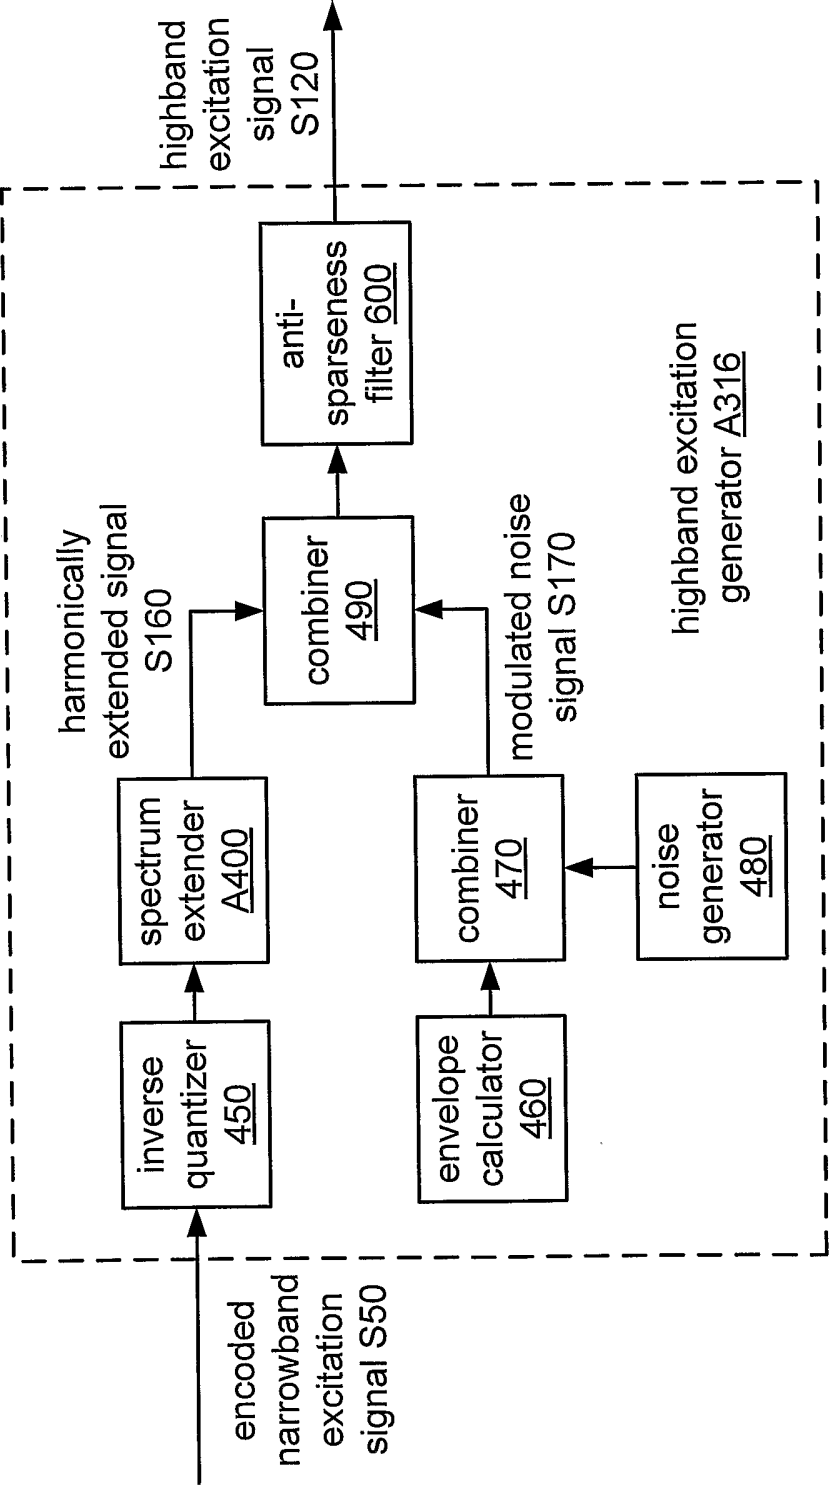 encoded
narrowband
excitation
signal S50
inverse
quantizer
450
spectrum
extender
A400
harmonically
extended signal
S160
envelope
calculator
460
combiner
470
noise
generator
480
modulated noise
signal S170
combiner
490
anti-
sparseness
filter 600
highband
excitation
signal
S120
highband excitation
generator A316